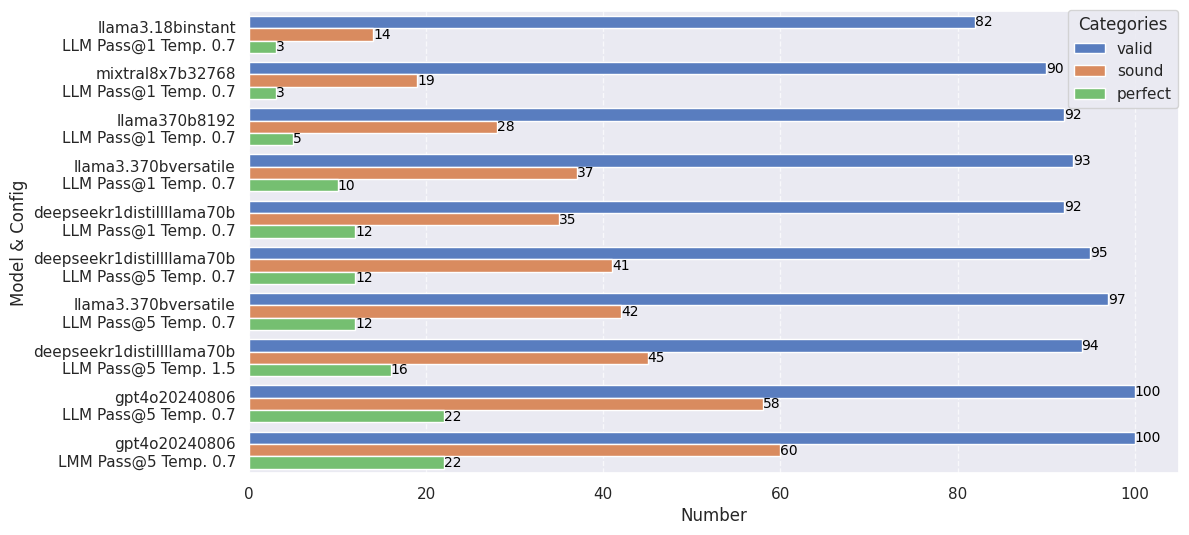 Categories
valid
sound
perfect
Model & Config
llama3.18binstant
LLM Pass@1 Temp. 0.7
82
14
3
mixtral8x7b32768
LLM Pass@1 Temp. 0.7
90
19
3
llama370b8192
LLM Pass@1 Temp. 0.7
92
28
5
llama3.370bversatile
LLM Pass@1 Temp. 0.7
93
37
10
deepseekr1distillllama70b
LLM Pass@1 Temp. 0.7
92
35
12
deepseekr1distillllama70b
LLM Pass@5 Temp. 0.7
95
41
12
llama3.370bversatile
LLM Pass@5 Temp. 0.7
97
42
12
deepseekr1distillllama70b
LLM Pass@5 Temp. 1.5
94
45
16
gpt4o20240806
LLM Pass@5 Temp. 0.7
100
58
22
gpt4o20240806
LMM Pass@5 Temp. 0.7
100
60
22
0 20 40 60 80 100
Number